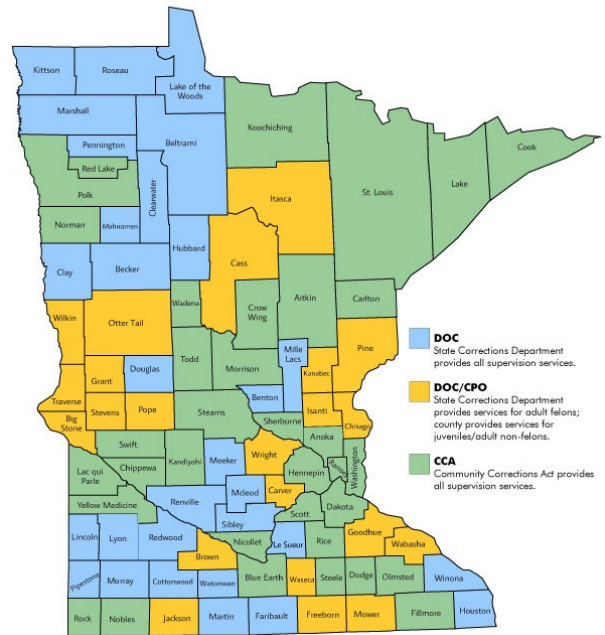 Kittson
Roseau
Lake of the
Woods
Marshall
Koochiching
Pennington
Beltrami
Cook
Red Lake
St. Louis
Lake
Polk
Clearwater
Itasca
Norman
Mahnomen
Hubbard
Cass
Clay
Becker
Aitkin
Wadena
Carlton
Crow
Wing
Wilkin
Otter Tail
Mille
Lacs
Pine
Todd
Douglas
Kanabec
Grant
Morrison
Traverse
Benton
Big
Stone
Stevens
Pope
Stearns
Isanti
Chisago
Sherburne
Anoka
Swift
Kandiyohi
Meeker
Wright
Washington
Chippewa
Hennepin
Ramsey
Lac qui
Parle
Mcleod
Carver
Renville
Yellow Medicine
Scott
Dakota
Sibley
Lincoln
Lyon
Redwood
Nicollet
Le Sueur
Rice
Goodhue
Wabasha
Brown
Pipestone
Murray
Cottonwood
Watonwan
Blue Earth
Waseca
Steele
Dodge
Olmsted
Winona
Rock
Nobles
Jackson
Martin
Faribault
Freeborn
Mower
Fillmore
Houston
DOC
State Corrections Department
provides all supervision services.
DOC/CPO
State Corrections Department
provides services for adult felons;
county provides services for
juveniles/adult non-felons.
CCA
Community Corrections Act provides
all supervision services.